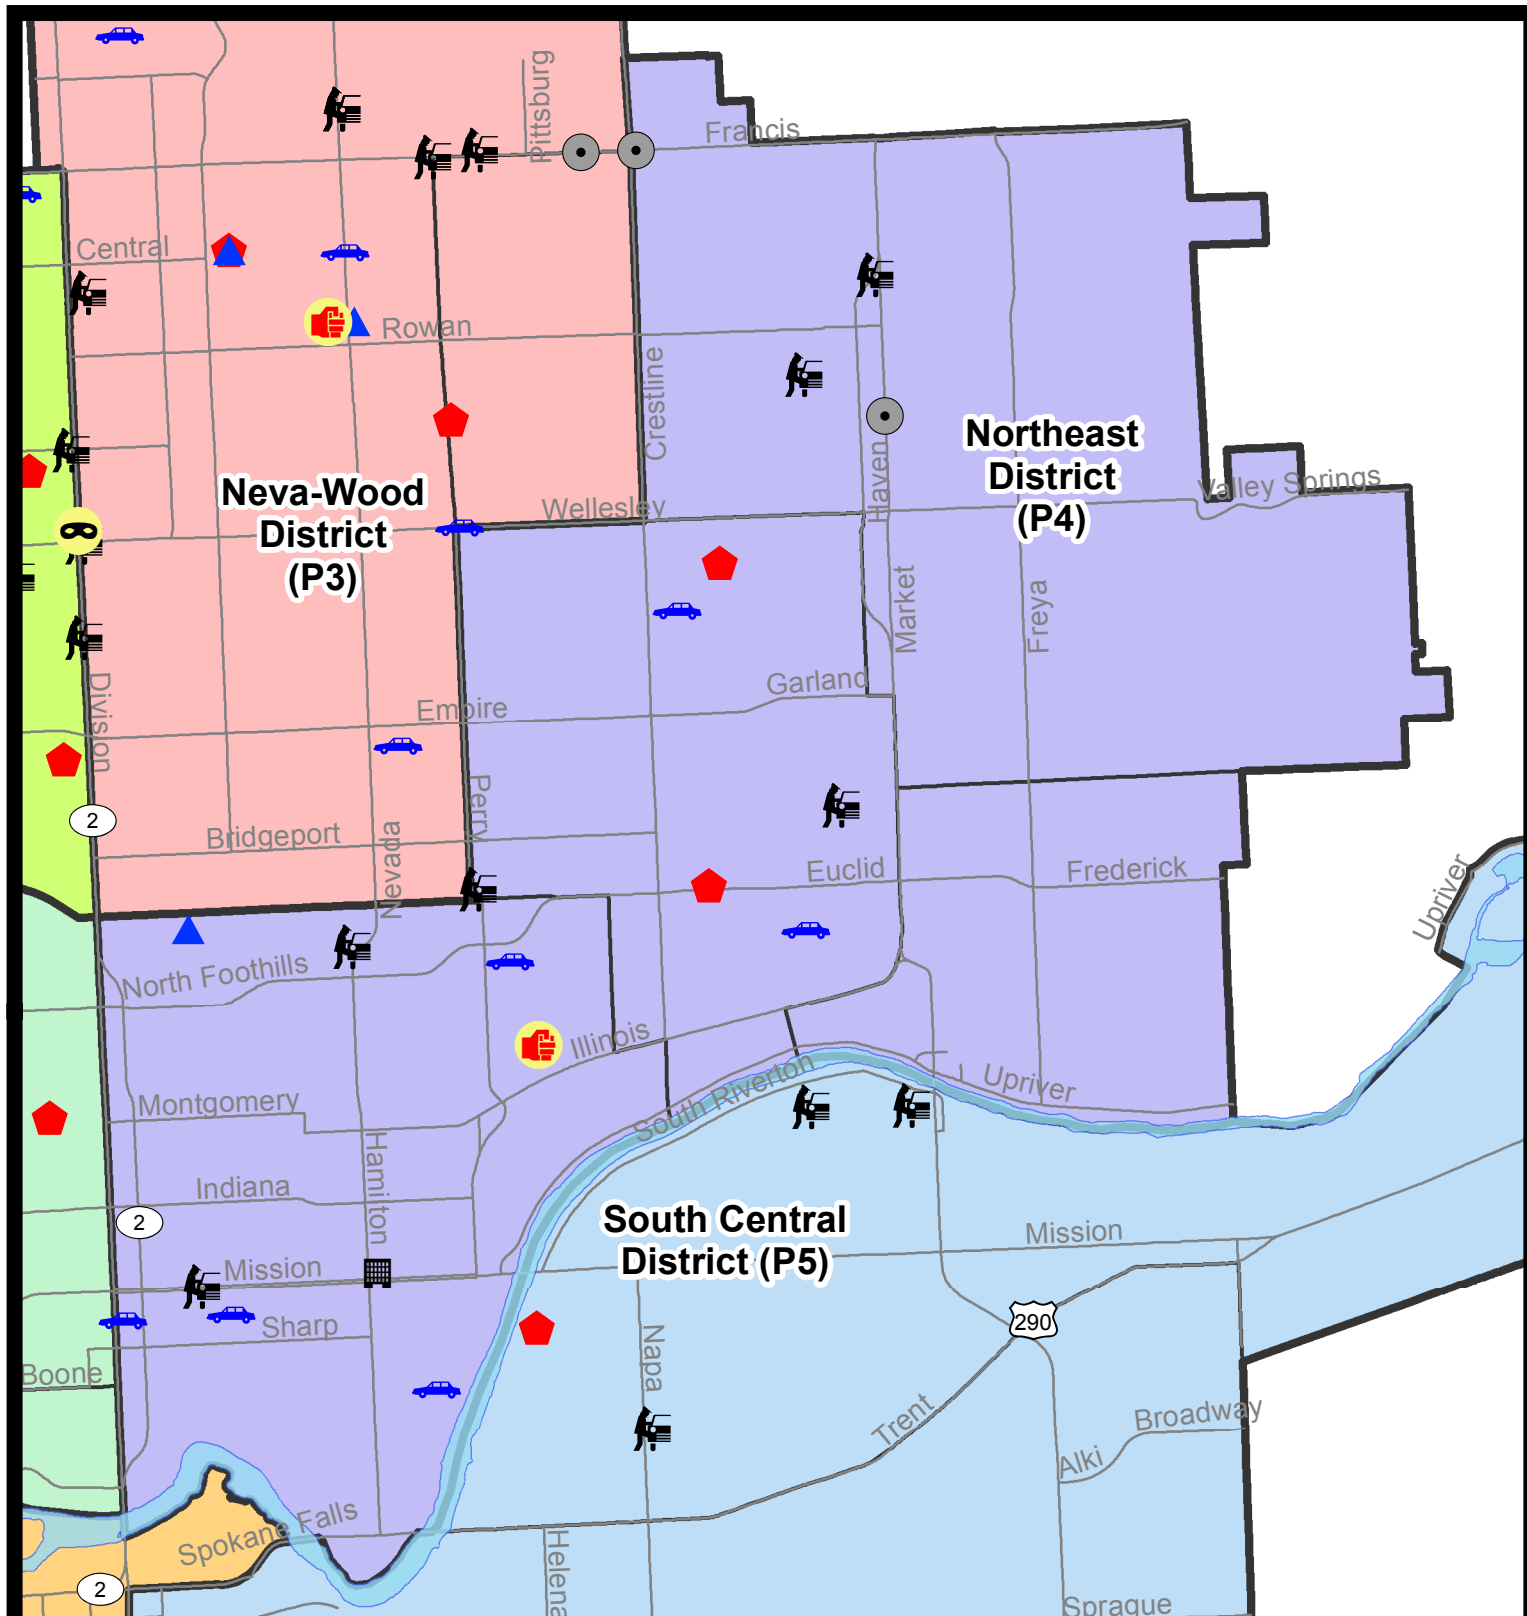 Pittsburg
Francis
Central
Rowan
Crestline
Northeast
District
(P4)
Haven
Valley Springs
Neva-Wood
District
(P3)
Wellesley
Market
Freya
Division
Garland
Empire
Perry
2
Bridgeport
Nevada
Euclid
Frederick
Upriver
North Foothills
Illinois
Upriver
South Riverton
Montgomery
Hamilton
Indiana
2
South Central
District (P5)
Mission
Mission
Sharp
290
Napa
Boone
Trent
Broadway
Alki
Spokane Falls
Helena
2
Sprague